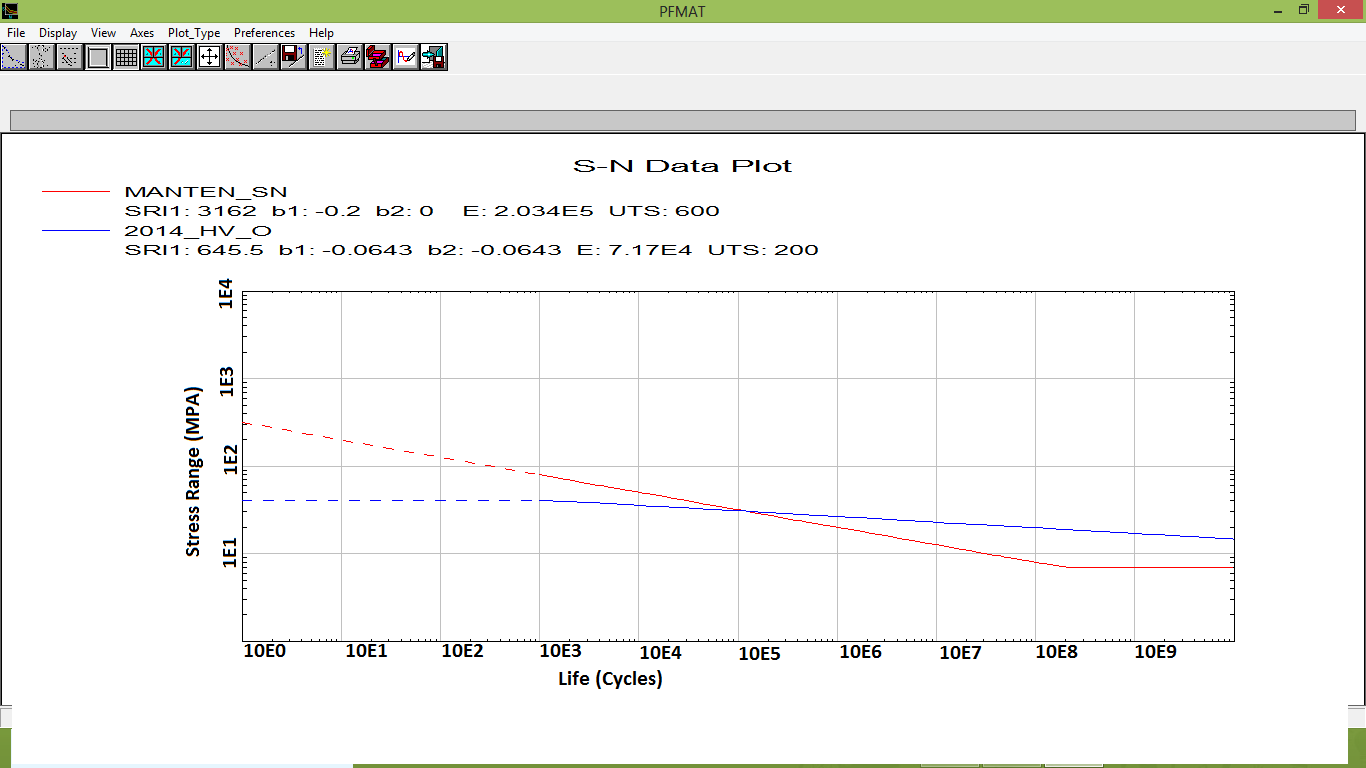 PFMAT
File Display View Axes Plot_Type Preferences Help
S-N Data Plot
MANTEN_SN
SRI1: 3162 b1: -0.2 b2: 0 E: 2.034E5 UTS: 600
2014_HV_O
SRI1: 645.5 b1: -0.0643 b2: -0.0643 E: 7.17E4 UTS: 200
1E4
1E3
1E2
1E1
Stress Range (MPA)
10E0 10E1 10E2 10E3 10E4 10E5 10E6 10E7 10E8 10E9
Life (Cycles)